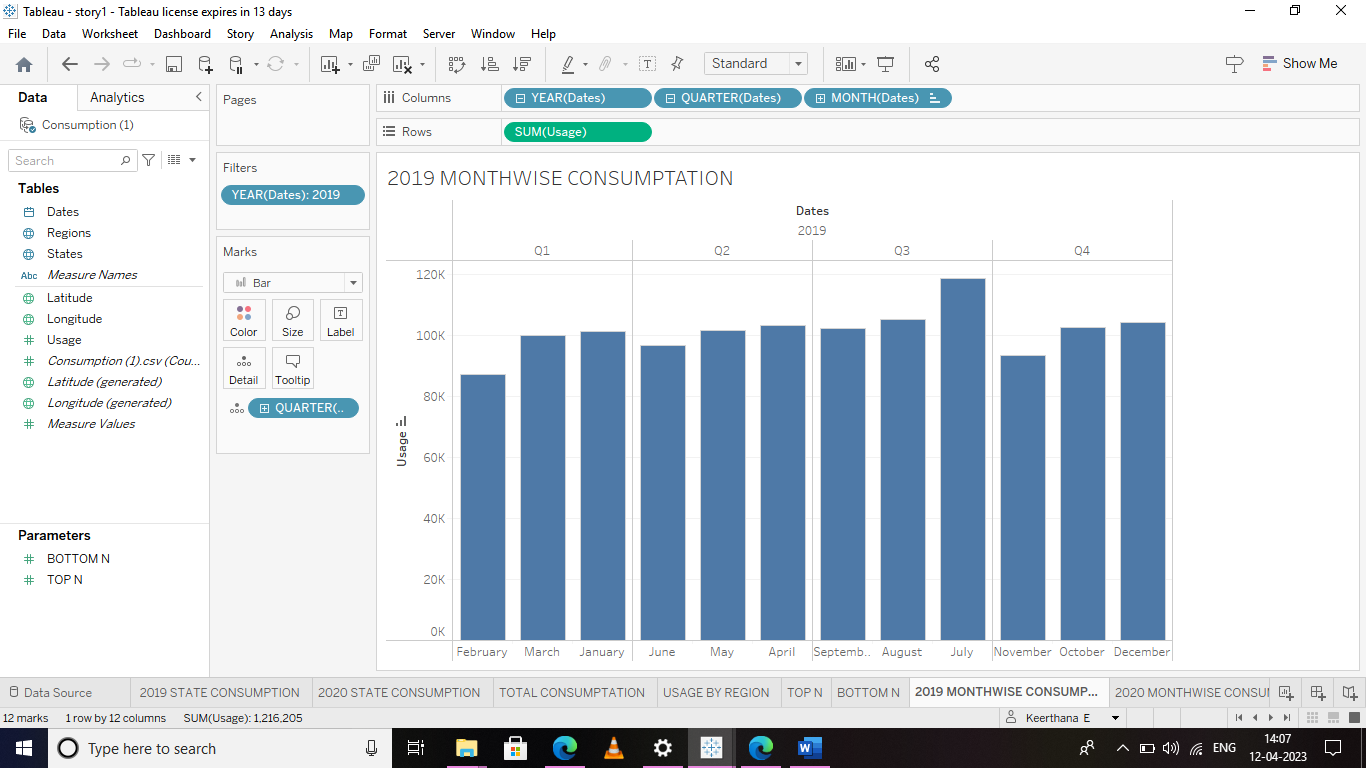 Tableau - story1 - Tableau license expires in 13 days
File Data Worksheet Dashboard Story Analysis Map Format Server Window Help
Standard
Show Me
Data Analytics
Consumption (1)
Search
Tables
Dates
Regions
States
Abc Measure Names
Latitude
Longitude
Usage
Consumption (1).csv (Cou...
Latitude (generated)
Longitude (generated)
Measure Values
Parameters
BOTTOM N
TOP N
Pages
Filters
YEAR(Dates): 2019
Marks
Bar
Color Size Label
Detail Tooltip
QUARTER(..
Columns YEAR(Dates) QUARTER(Dates) MONTH(Dates)
Rows SUM(Usage)
2019 MONTHWISE CONSUMPTATION
Dates
2019
Q1 Q2 Q3 Q4
120K
100K
80K
60K
40K
20K
0K
Usage
February March January June May April Septemb.. August July November October December
Data Source 2019 STATE CONSUMPTION 2020 STATE CONSUMPTION TOTAL CONSUMPTATION USAGE BY REGION TOP N BOTTOM N 2019 MONTHWISE CONSUMP... 2020 MONTHWISE CONSU
12 marks 1 row by 12 columns SUM(Usage): 1,216,205 Keerthana E
Type here to search
ENG
14:07
12-04-2023